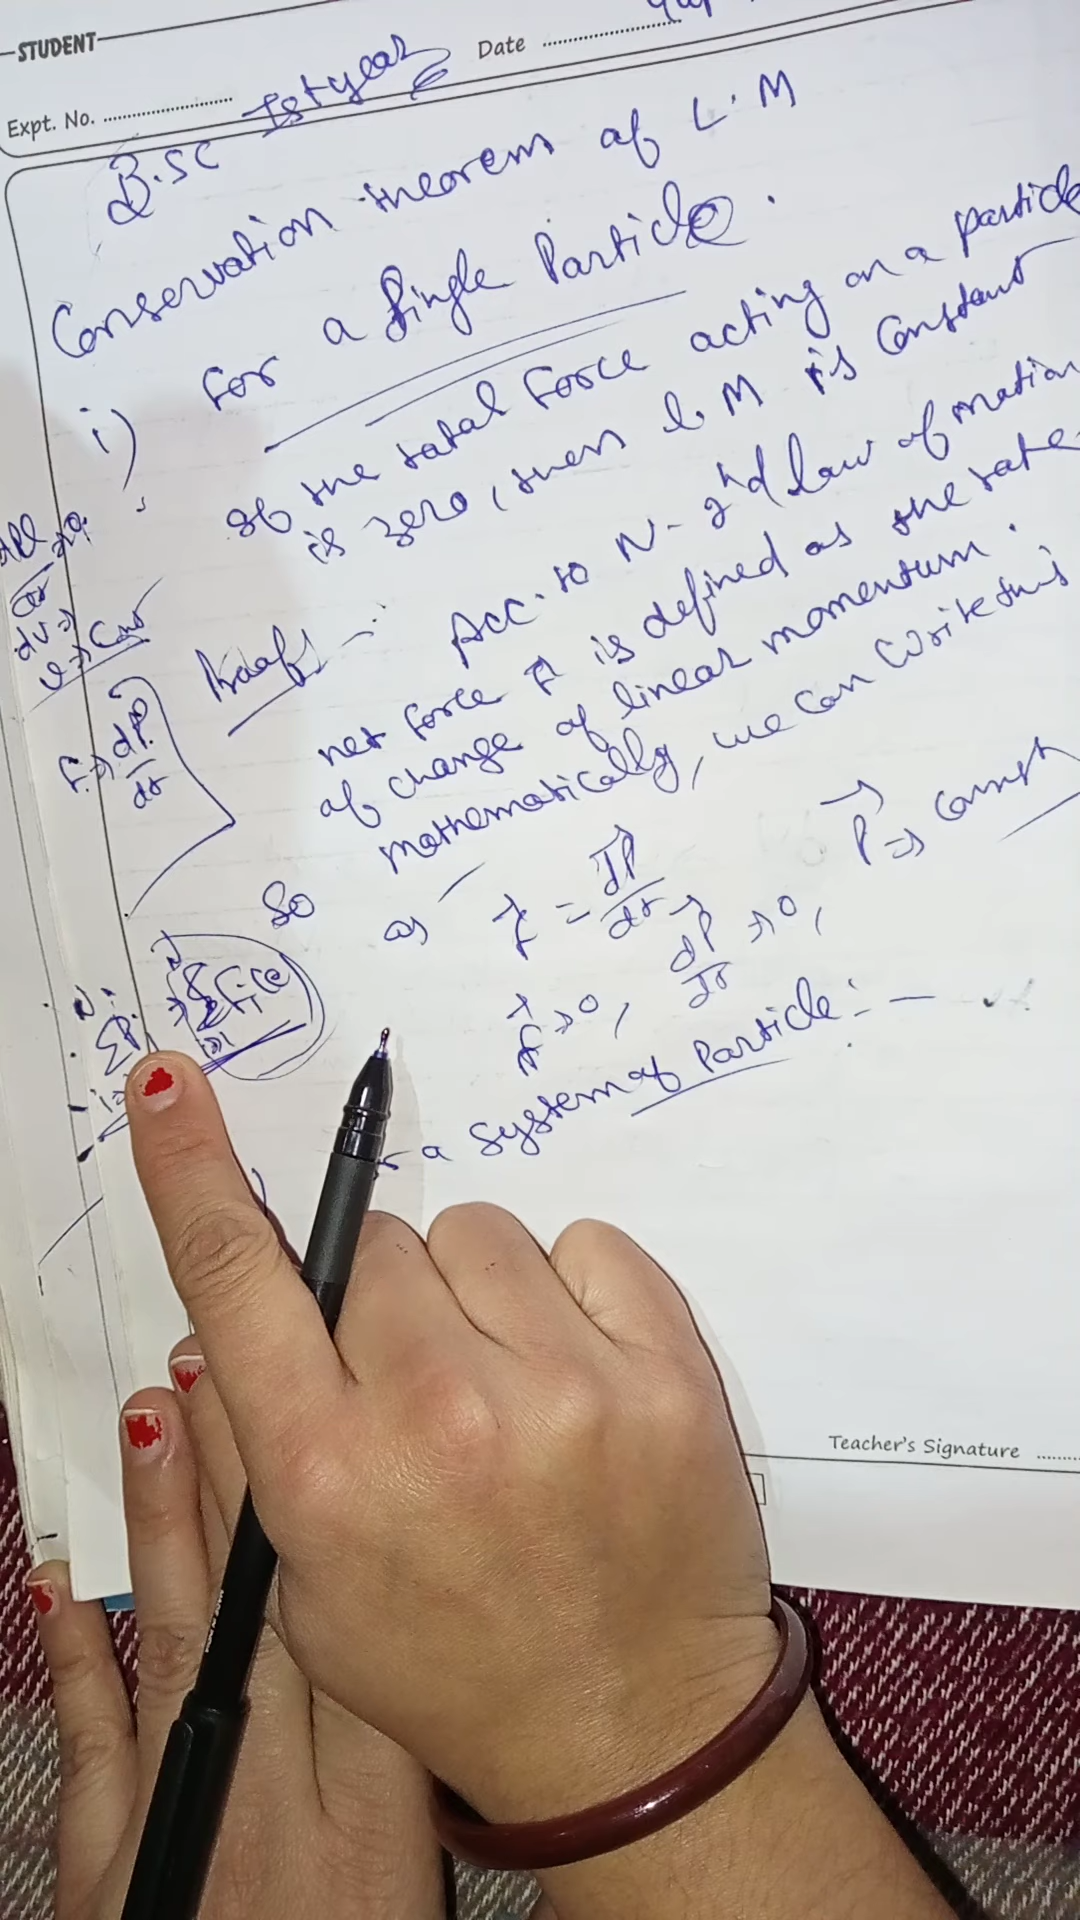 STUDENT
Date
Expt. No.
B.SC Ist year
Conservation theorem of L.M
i) For a Single Particle.
If the total Force acting on a particle
is zero, then L.M is constant
Proof :-
Acc. to N-2nd law of motion
net force F is defined as the rate
of change of linear momentum.
mathematically, we can write this
So as F = dP/dt
F → 0, dP/dt → 0, P ⇒ const
a System of Particle :-
F ⇒ dP/dt
Teacher's Signature